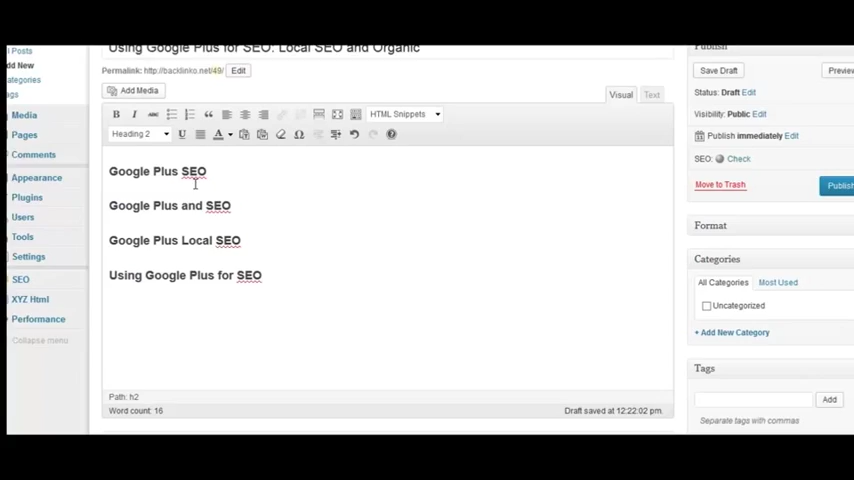 Using Google Plus for SEO: Local SEO and Organic
Permalink: http://backlinko.net/49/ Edit
Add Media
Visual Text
B I ABC HTML Snippets
Heading 2 U A
Google Plus SEO
Google Plus and SEO
Google Plus Local SEO
Using Google Plus for SEO
Path: h2
Word count: 16 Draft saved at 12:22:02 pm.
l Posts
dd New
ategories
ags
Media
Pages
Comments
Appearance
Plugins
Users
Tools
Settings
SEO
XYZ Html
Performance
Collapse menu
Publish
Save Draft Preview
Status: Draft Edit
Visibility: Public Edit
Publish immediately Edit
SEO: Check
Move to Trash Publish
Format
Categories
All Categories Most Used
Uncategorized
+ Add New Category
Tags
Add
Separate tags with commas